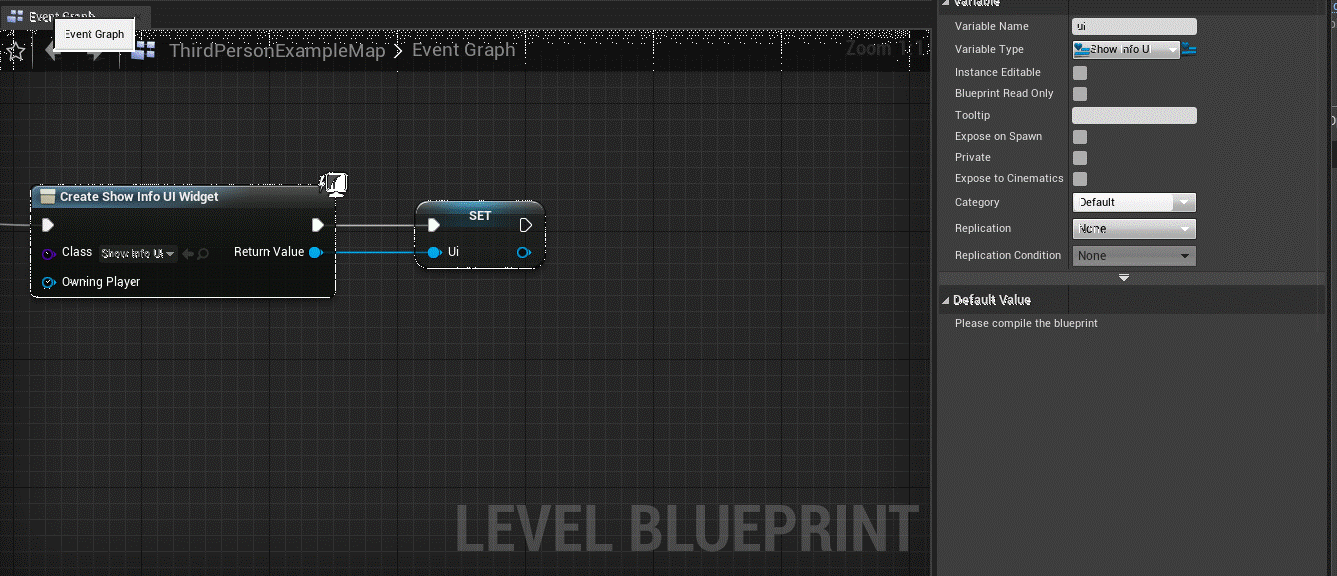 Event Graph
Event Graph
ThirdPersonExampleMap > Event Graph
Zoom 1:1
Create Show Info UI Widget
Class Show Info UI
Return Value
Owning Player
SET
Ui
LEVEL BLUEPRINT
Variable
Variable Name ui
Variable Type Show Info U
Instance Editable
Blueprint Read Only
Tooltip
Expose on Spawn
Private
Expose to Cinematics
Category Default
Replication None
Replication Condition None
Default Value
Please compile the blueprint